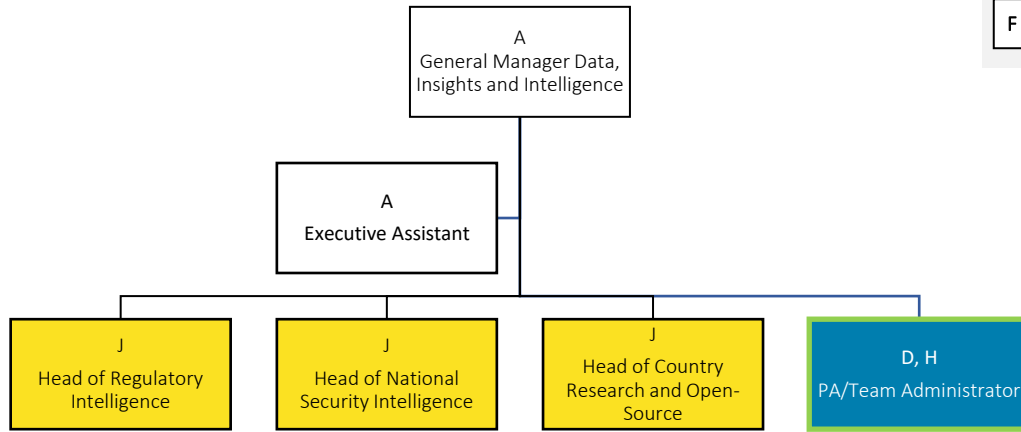 F
A
General Manager Data,
Insights and Intelligence
A
Executive Assistant
J
Head of Regulatory
Intelligence
J
Head of National
Security Intelligence
J
Head of Country
Research and Open-
Source
D, H
PA/Team Administrator